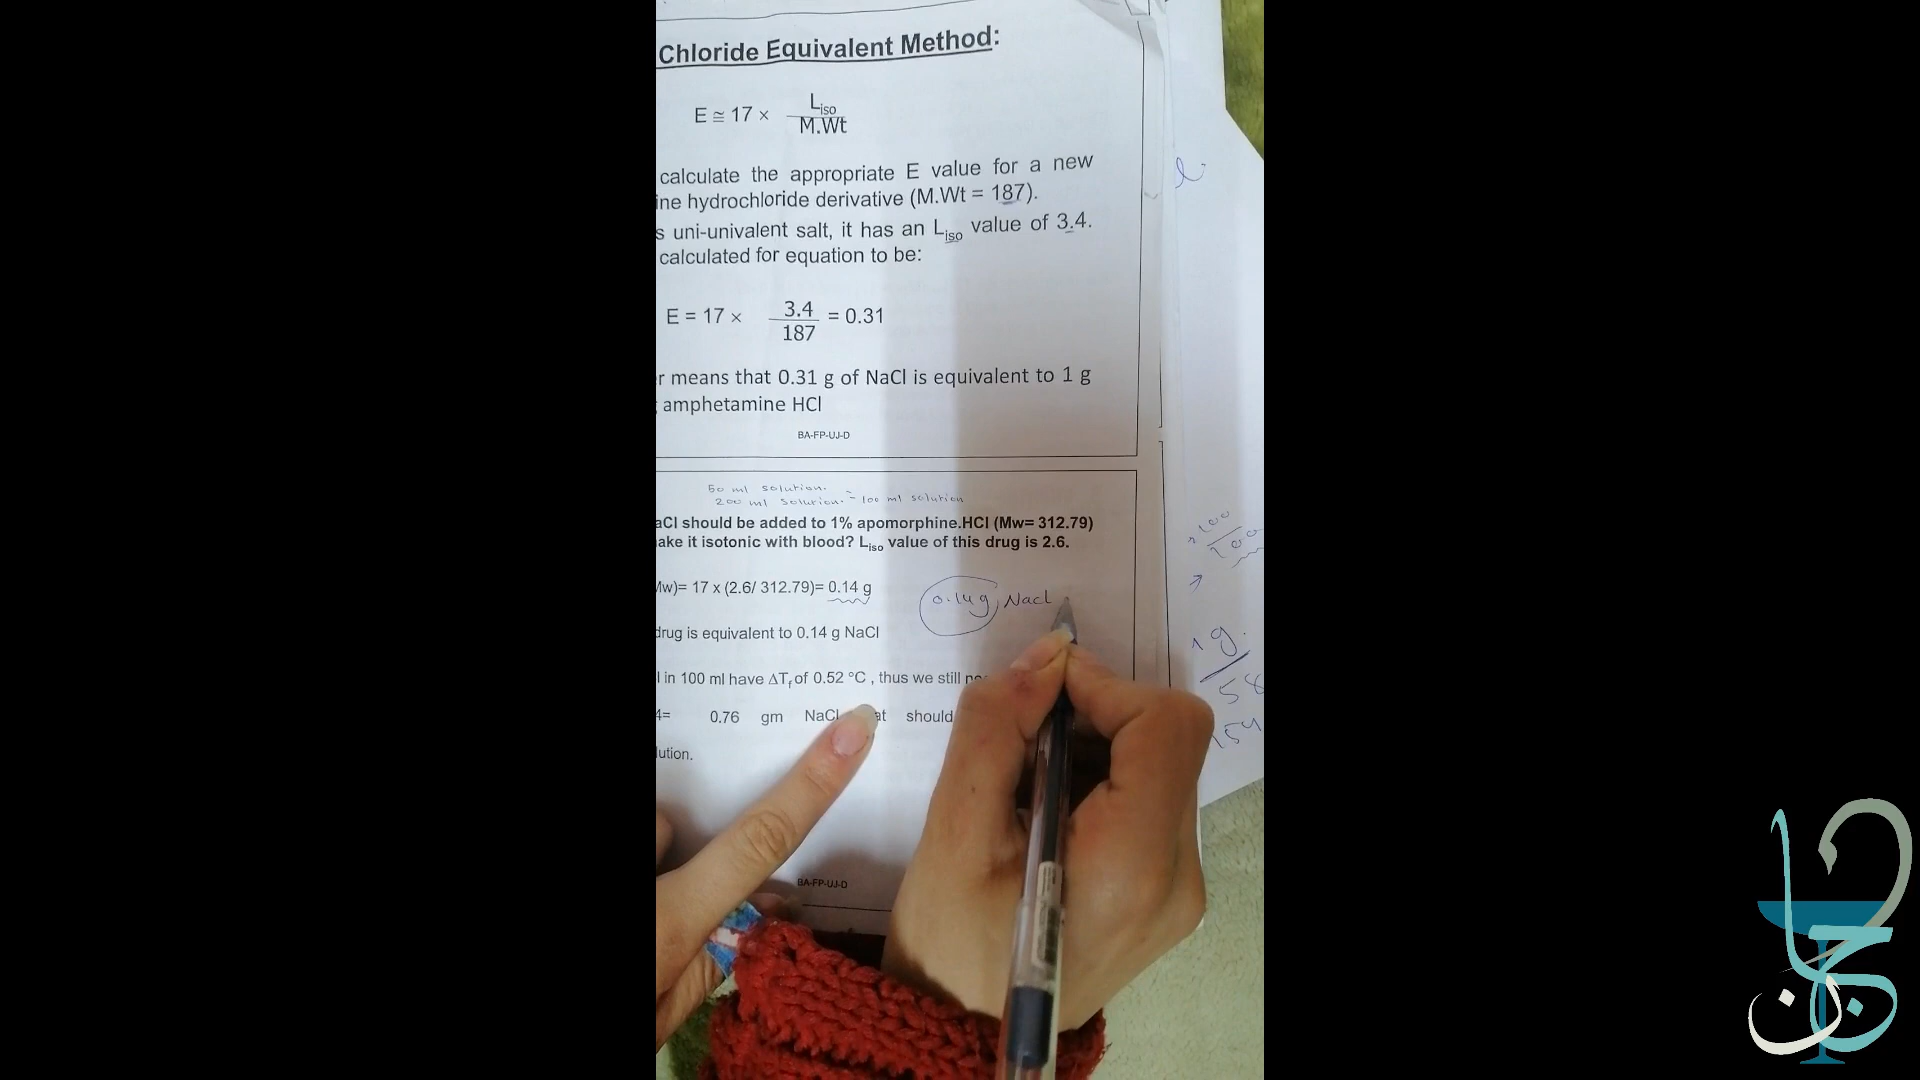 Chloride Equivalent Method:
E ≅ 17 × Liso
M.Wt
calculate the appropriate E value for a new
ine hydrochloride derivative (M.Wt = 187).
s uni-univalent salt, it has an Liso value of 3.4.
calculated for equation to be:
E = 17 × 3.4 = 0.31
187
r means that 0.31 g of NaCl is equivalent to 1 g
amphetamine HCl
BA-FP-UJ-D
50 ml solution.
200 ml solution. 100 ml solution
aCl should be added to 1% apomorphine.HCl (Mw= 312.79)
ake it isotonic with blood? Liso value of this drug is 2.6.
Mw)= 17 x (2.6/ 312.79)= 0.14 g
0.14g NaCl
drug is equivalent to 0.14 g NaCl
1 g
58
l in 100 ml have ΔTf of 0.52 °C , thus we still
154
4= 0.76 gm NaCl at should
lution.
BA-FP-UJ-D